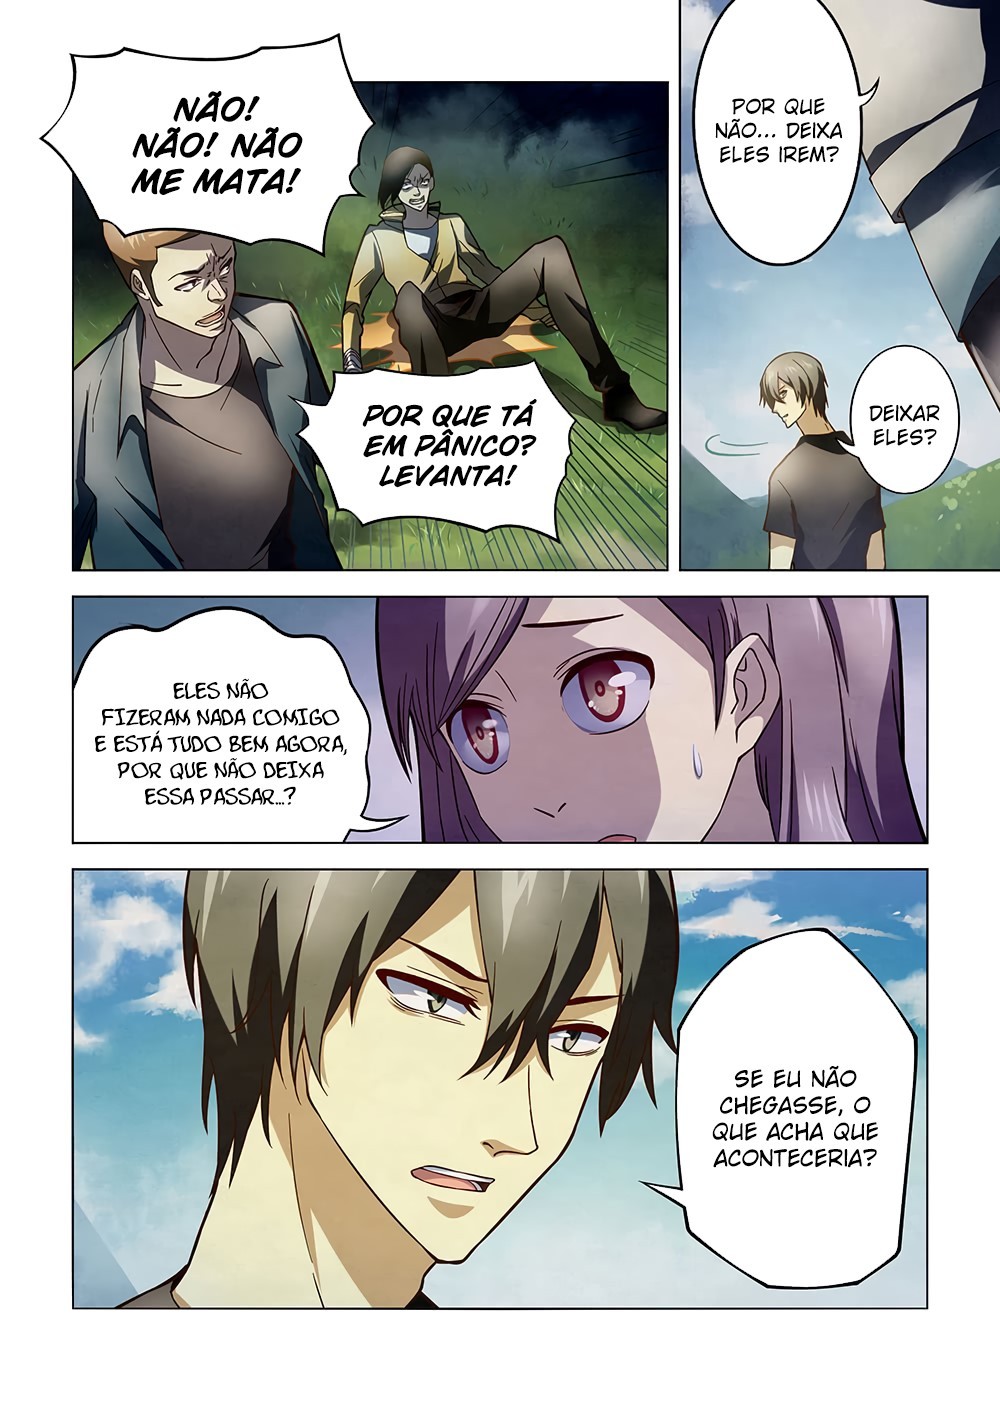 NÃO!
NÃO! NÃO
ME MATA!
POR QUE TÁ
EM PÂNICO?
LEVANTA!
POR QUE
NÃO... DEIXA
ELES IREM?
DEIXAR
ELES?
ELES NÃO
FIZERAM NADA COMIGO
E ESTÁ TUDO BEM AGORA,
POR QUE NÃO DEIXA
ESSA PASSAR...?
SE EU NÃO
CHEGASSE, O
QUE ACHA QUE
ACONTECERIA?